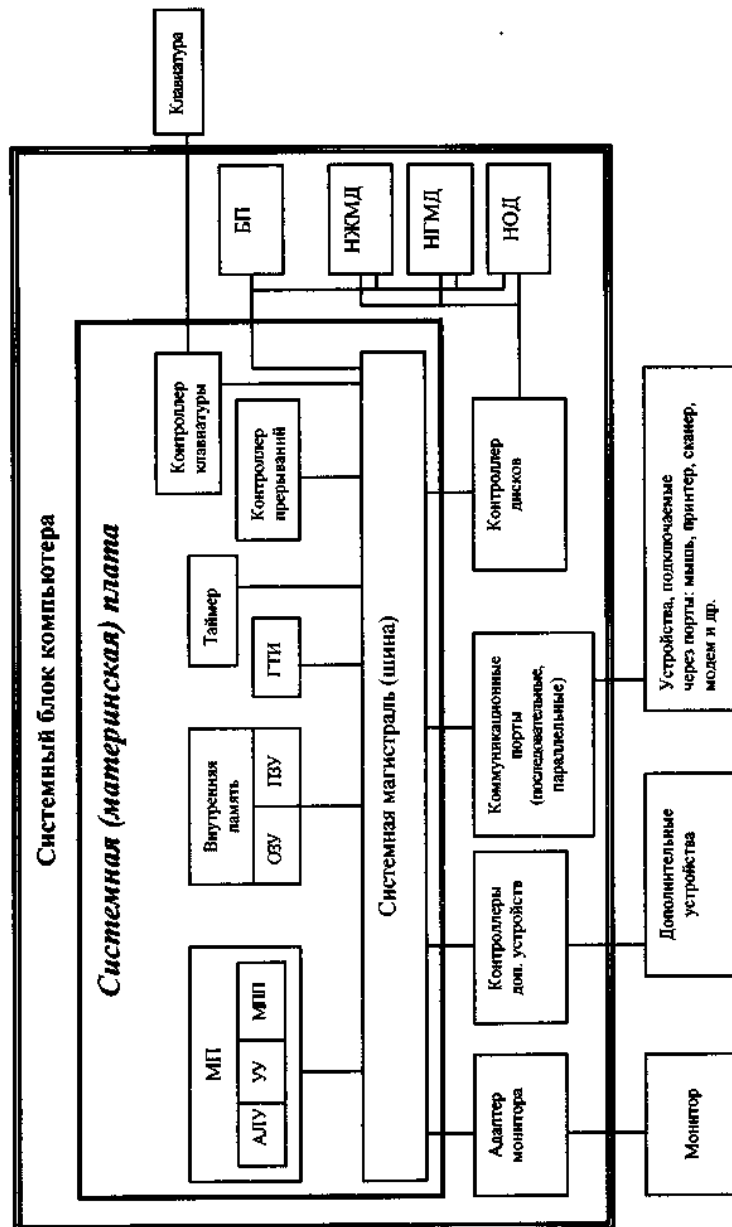 Системный блок компьютера
Системная (материнская) плата
Клавиатура
МП
АЛУ
УУ
МПП
Внутренняя
память
ОЗУ
ПЗУ
Таймер
ГТИ
Контроллер
клавиатуры
Контроллер
прерываний
БП
НЖМД
НГМД
НОД
Системная магистраль (шина)
Адаптер
монитора
Контроллеры
доп. устройств
Коммуникационные
порты
(последовательные,
параллельные)
Контроллер
дисков
Монитор
Дополнительные
устройства
Устройства, подключаемые
через порты: мышь, принтер, сканер,
модем и др.